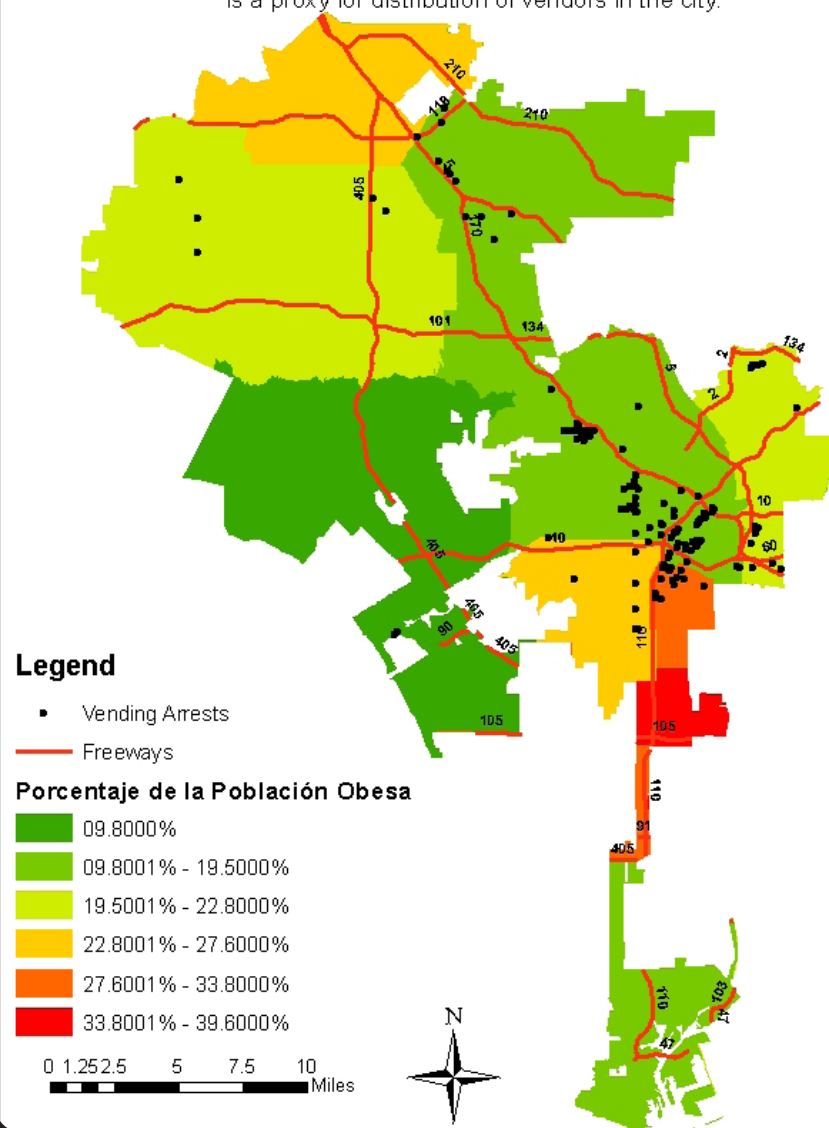 is a proxy for distribution of vendors in the city.
210
118
210
5
405
170
101
134
134
2
5
2
10
60
10
405
405
90
405
110
105
105
110
91
405
103
110
47
47
Legend
Vending Arrests
Freeways
Porcentaje de la Población Obesa
09.8000%
09.8001% - 19.5000%
19.5001% - 22.8000%
22.8001% - 27.6000%
27.6001% - 33.8000%
33.8001% - 39.6000%
N
0 1.25 2.5 5 7.5 10
Miles